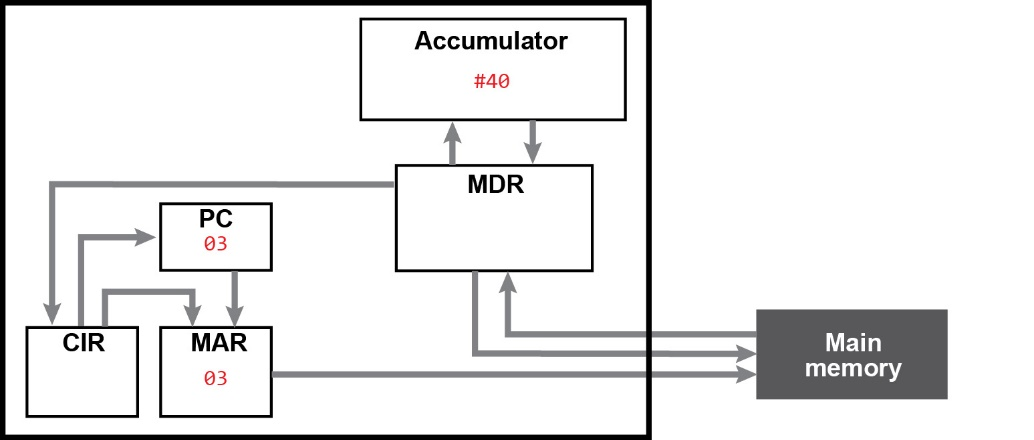 Accumulator
#40
MDR
PC
03
CIR
MAR
03
Main
memory